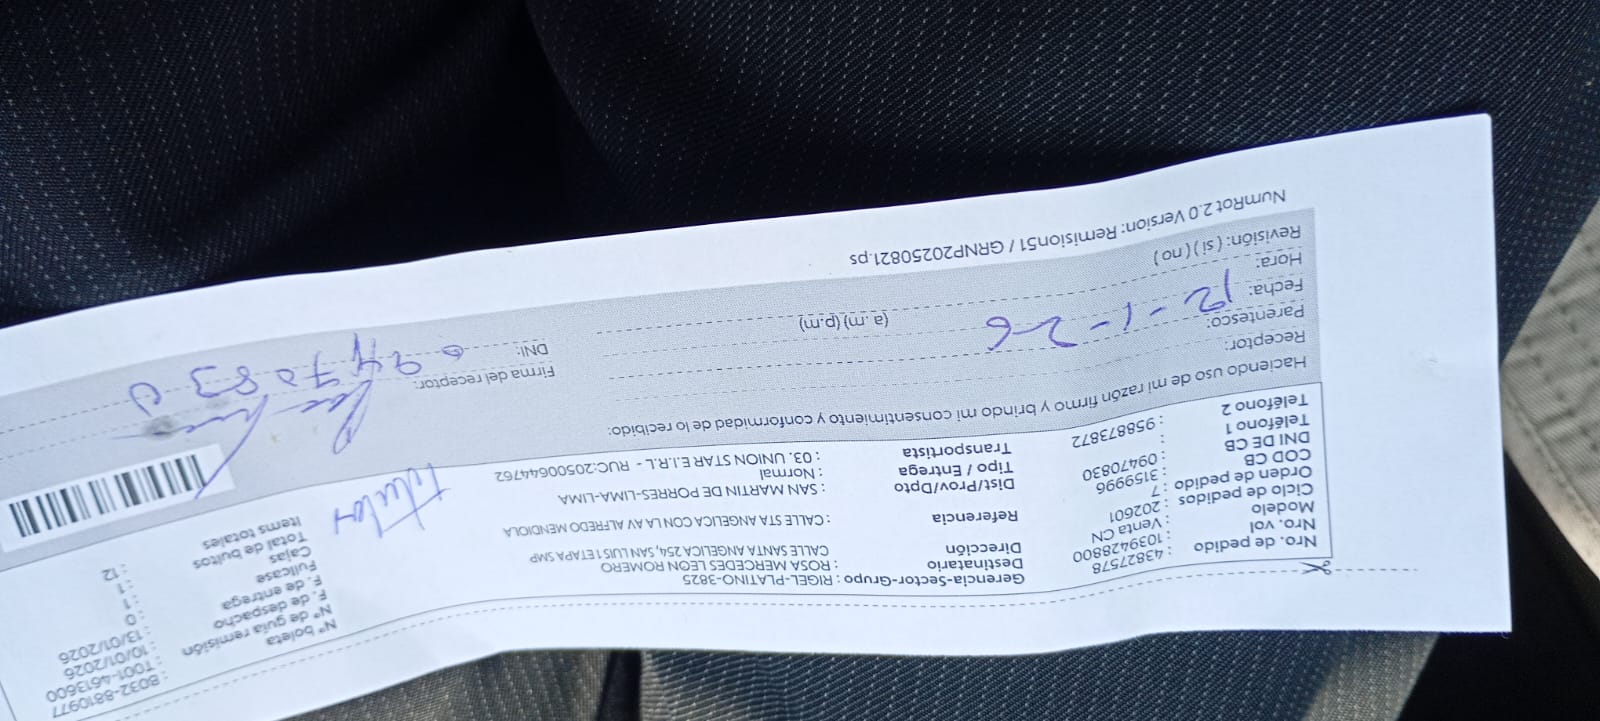 Nro. de pedido : 43827578
Nro. vol : 1039428800
Modelo : Venta CN
Ciclo de pedidos : 202601
Orden de pedido : 7
COD CB : 3159996
DNI DE CB : 09470830
Teléfono 1 :
Teléfono 2 : 958873872
Gerencia-Sector-Grupo : RIGEL-PLATINO-3825
Destinatario : ROSA MERCEDES LEON ROMERO
Dirección CALLE SANTA ANGELICA 254, SAN LUIS 1 ETAPA SMP
Referencia : CALLE STA ANGELICA CON LA AV ALFREDO MENDIOLA
Dist/Prov/Dpto : SAN MARTIN DE PORRES-LIMA-LIMA
Tipo / Entrega : Normal
Transportista : 03. UNION STAR E.I.R.L - RUC:20500644762
N° boleta : B032-8810977
N° de guía remisión : T001-4613600
F. de despacho : 10/01/2026
F. de entrega : 13/01/2026
Fullcase : 0
Cajas : 1
Total de bultos : 1
Items totales : 12
titular
Haciendo uso de mi razón firmo y brindo mi consentimiento y conformidad de lo recibido:
Receptor:
Parentesco:
Fecha: 12-1-26
Hora: (a.m) (p.m)
Revisión: ( si ) ( no )
Firma del receptor:
DNI: 09470830
NumRot 2.0 Version: Remision51 / GRNP20250821.ps